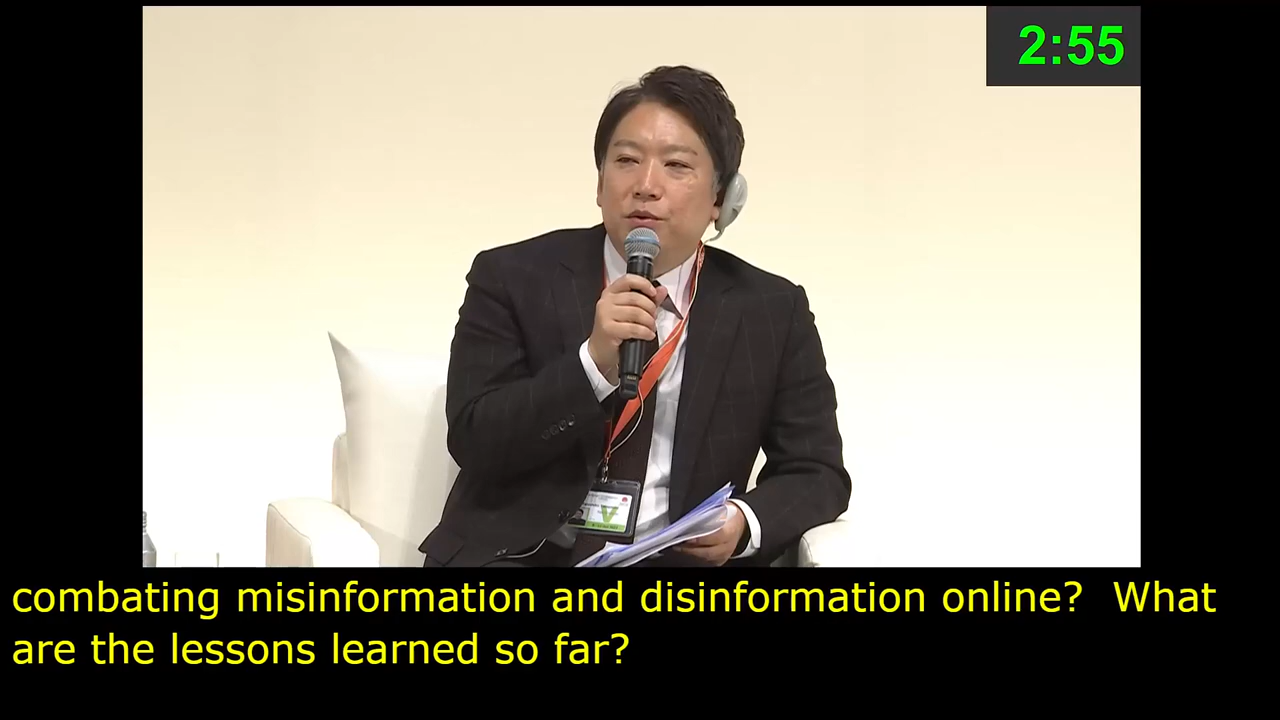 2:55
combating misinformation and disinformation online?  What
are the lessons learned so far?